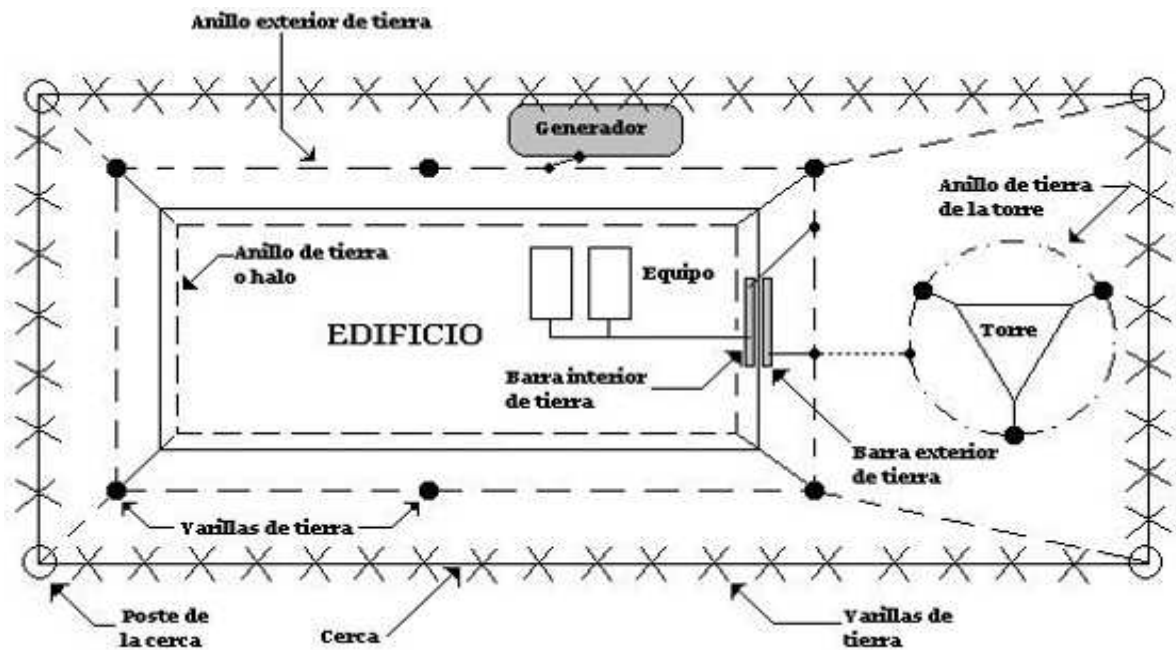 Anillo exterior de tierra
Generador
Anillo de tierra
de la torre
Anillo de tierra
o halo
Equipo
EDIFICIO
Torre
Barra interior
de tierra
Barra exterior
de tierra
Varillas de tierra
Poste de
la cerca
Cerca
Varillas de
tierra